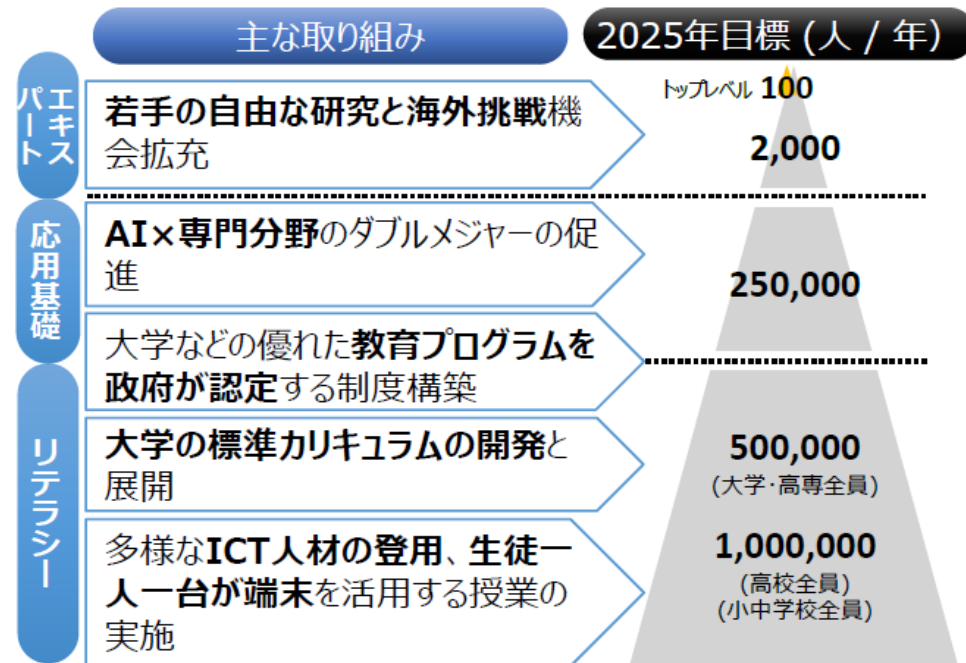 主な取り組み
2025年目標 (人 / 年)
エキス
パート
若手の自由な研究と海外挑戦機
会拡充
トップレベル 100
2,000
応用基礎
AI×専門分野のダブルメジャーの促
進
250,000
大学などの優れた教育プログラムを
政府が認定する制度構築
リテラシー
大学の標準カリキュラムの開発と
展開
500,000
(大学・高専全員)
多様なICT人材の登用、生徒一
人一台が端末を活用する授業の
実施
1,000,000
(高校全員)
(小中学校全員)